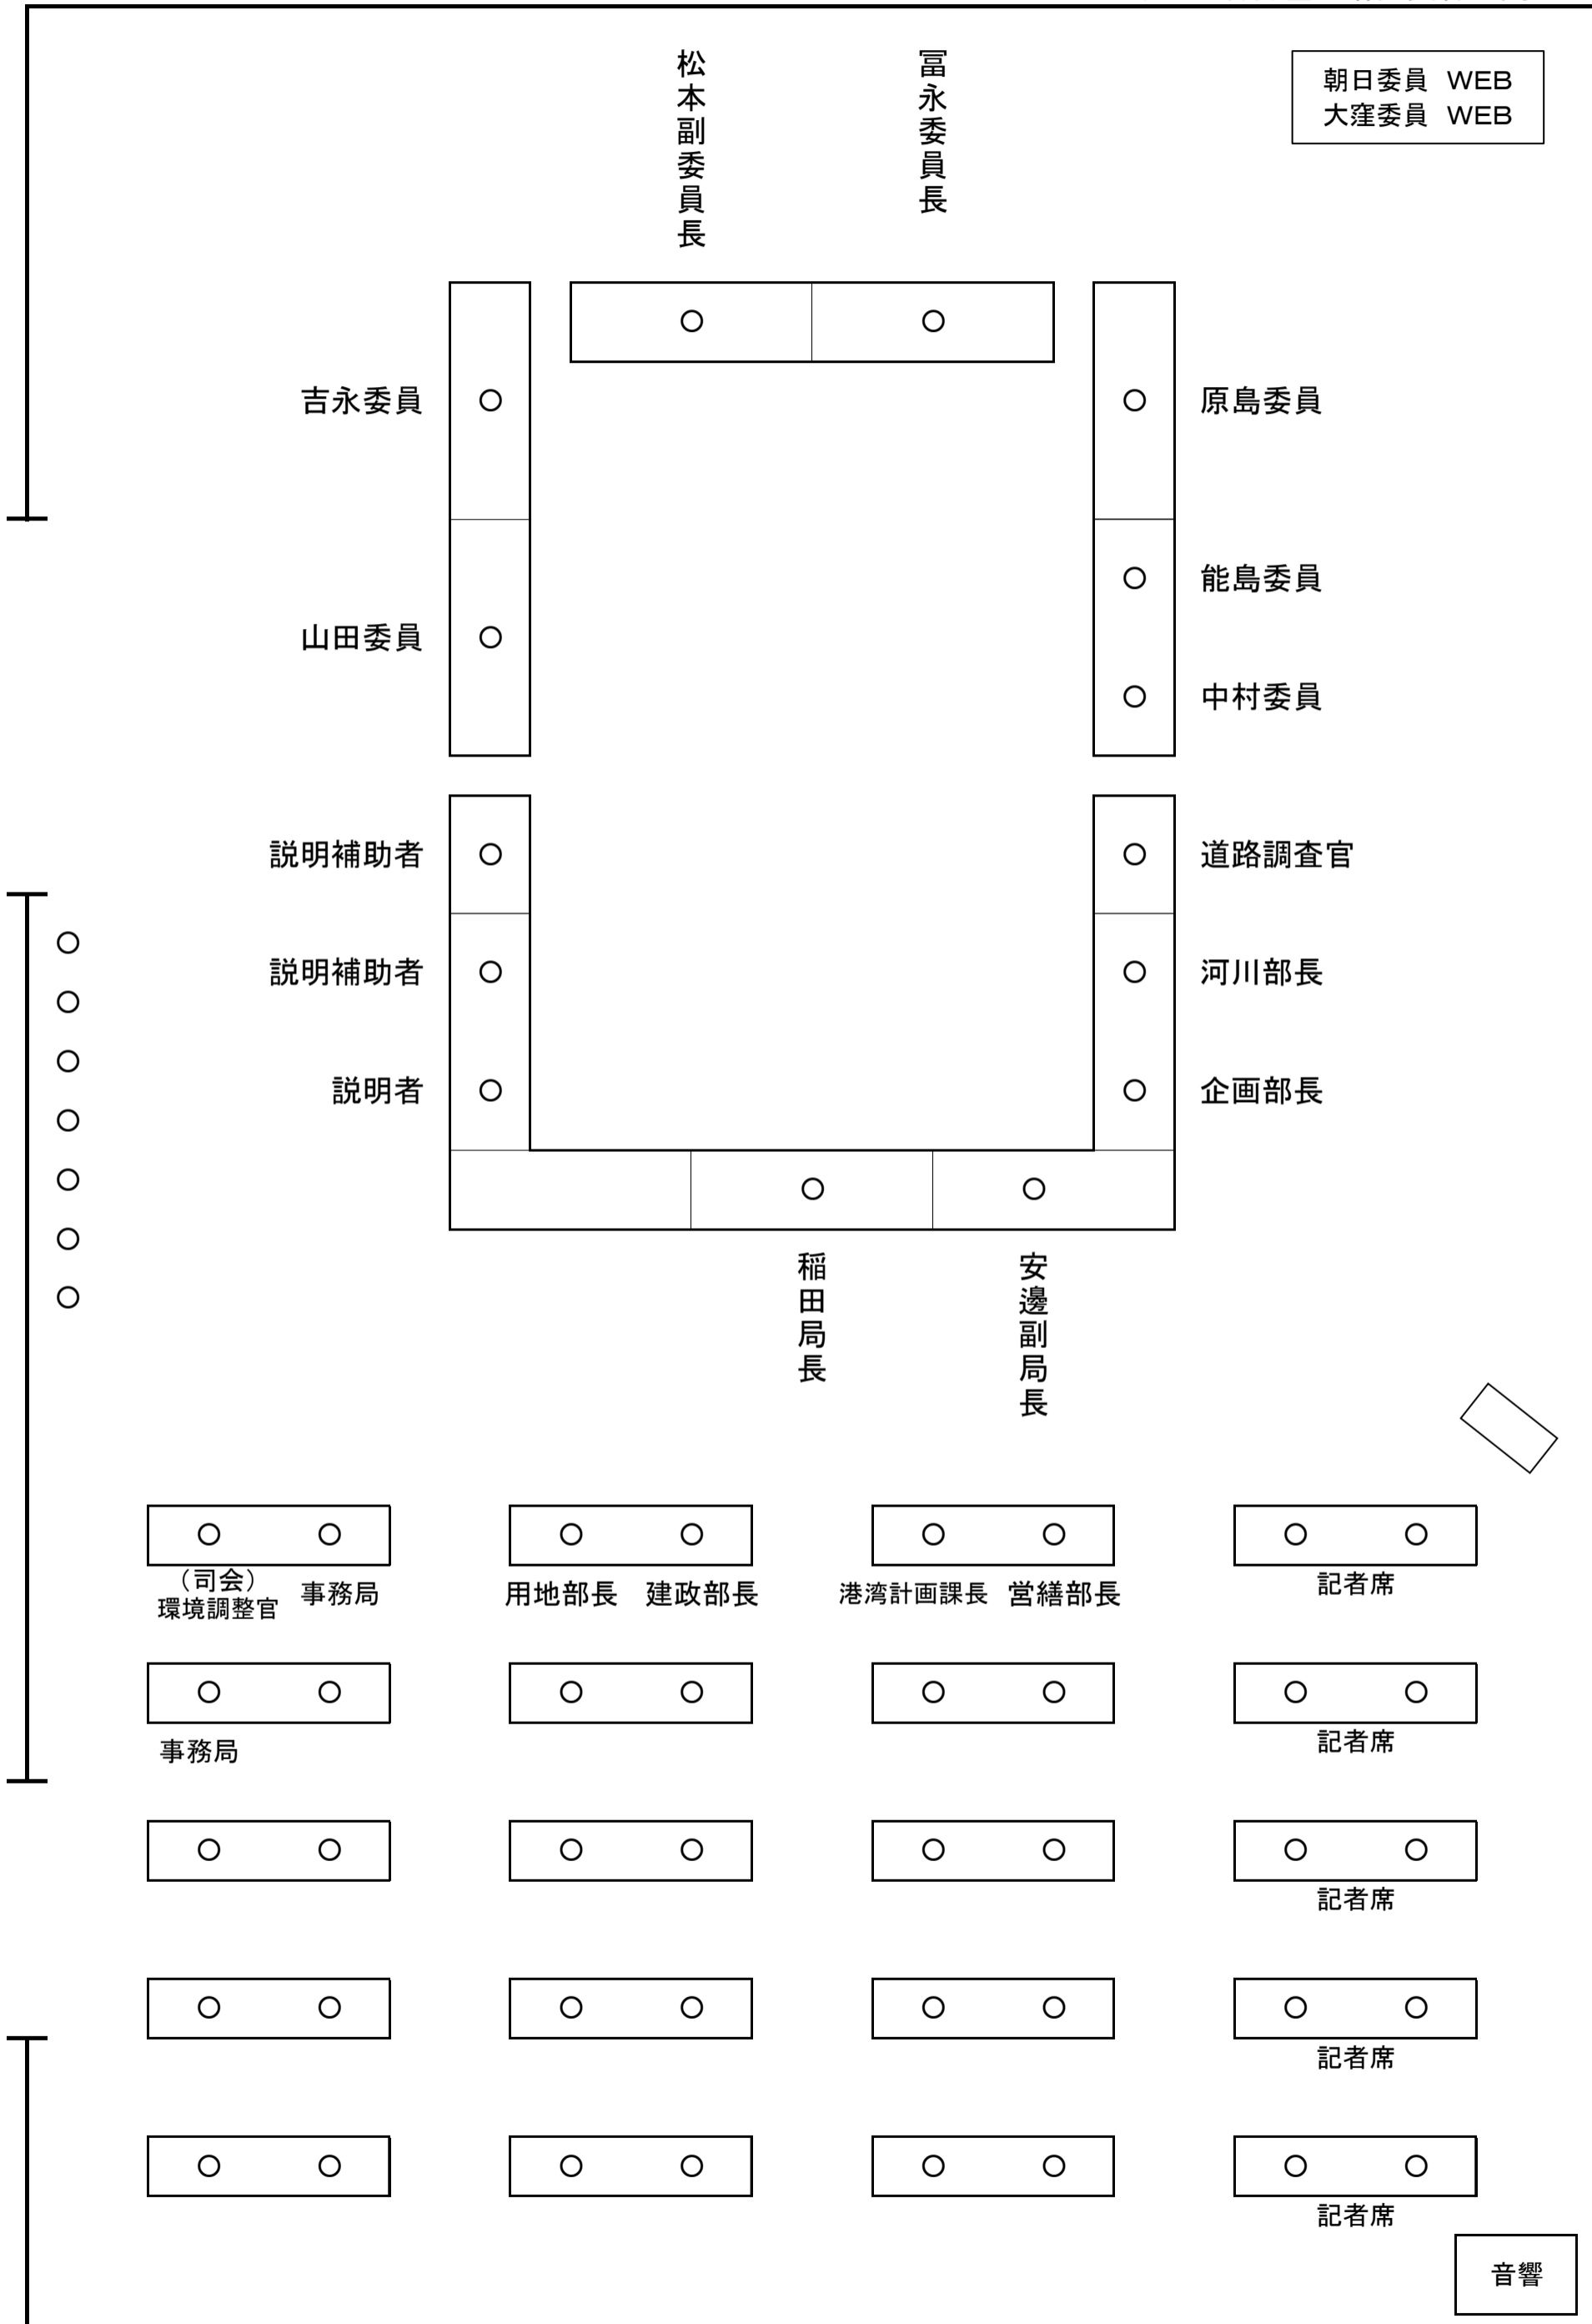 朝日委員　WEB
大窪委員　WEB
松本副委員長
冨永委員長
吉永委員
原島委員
能島委員
山田委員
中村委員
説明補助者
道路調査官
説明補助者
河川部長
説明者
企画部長
稲田局長
安邊副局長
（司会）
環境調整官
事務局
用地部長
建政部長
港湾計画課長
営繕部長
記者席
事務局
記者席
記者席
記者席
記者席
音響